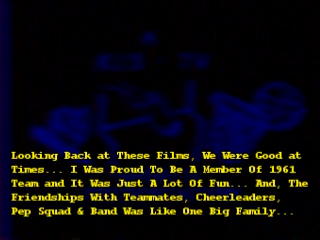 Looking Back at These Films, We Were Good at
Times... I Was Proud To Be A Member Of 1961
Team and It Was Just A Lot Of Fun... And, The
Friendships With Teammates, Cheerleaders,
Pep Squad & Band Was Like One Big Family...